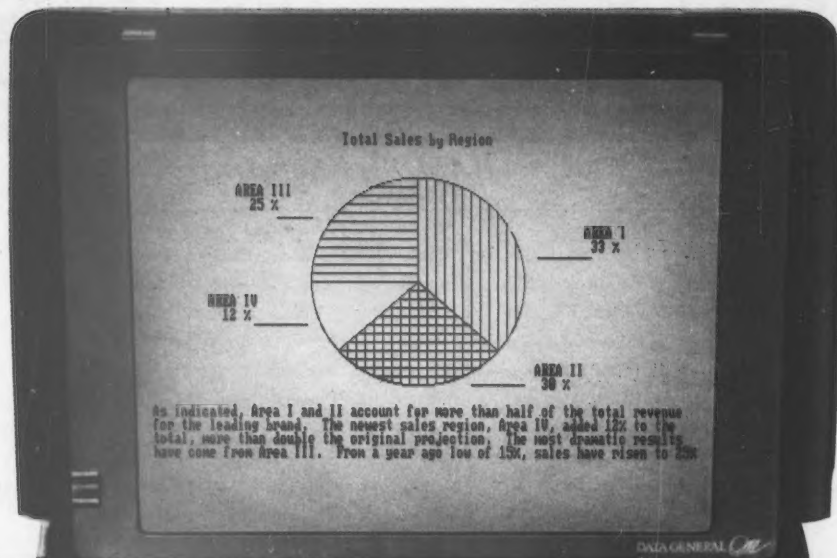 Total Sales by Region
AREA III
25 %
AREA I
33 %
AREA IV
12 %
AREA II
30 %
As indicated, Area I and II account for more than half of the total revenue
for the leading brand. The newest sales region, Area IV, added 12% to the
total, more than double the original projection. The most dramatic results
have come from Area III. From a year ago low of 15%, sales have risen to 25%
DATA GENERAL One